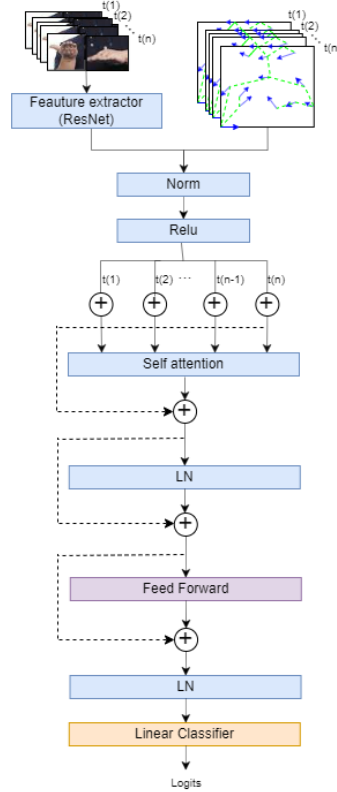 t(1)
t(2)
t(n)
t(1)
t(2)
t(n
Feauture extractor
(ResNet)
Norm
Relu
t(1) t(2) ... t(n-1) t(n)
+ + + +
Self attention
+
LN
+
Feed Forward
+
LN
Linear Classifier
Logits